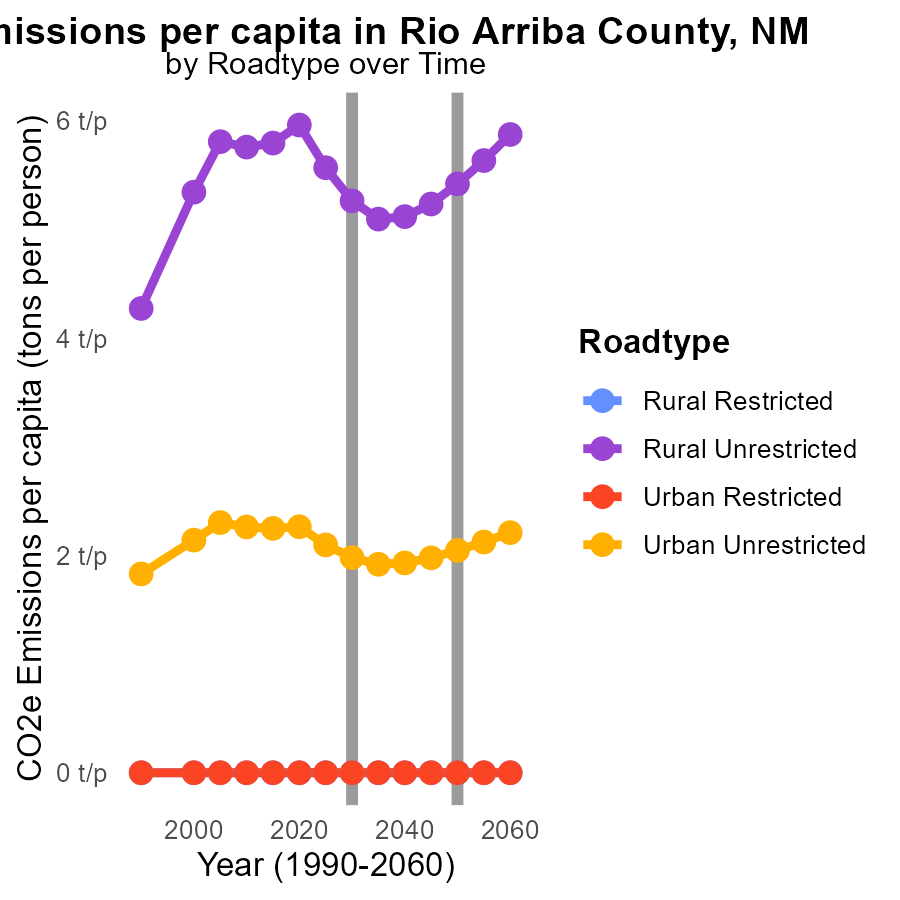 missions per capita in Rio Arriba County, NM
by Roadtype over Time
CO2e Emissions per capita (tons per person)
6 t/p
4 t/p
2 t/p
0 t/p
2000 2020 2040 2060
Year (1990-2060)
Roadtype
Rural Restricted
Rural Unrestricted
Urban Restricted
Urban Unrestricted